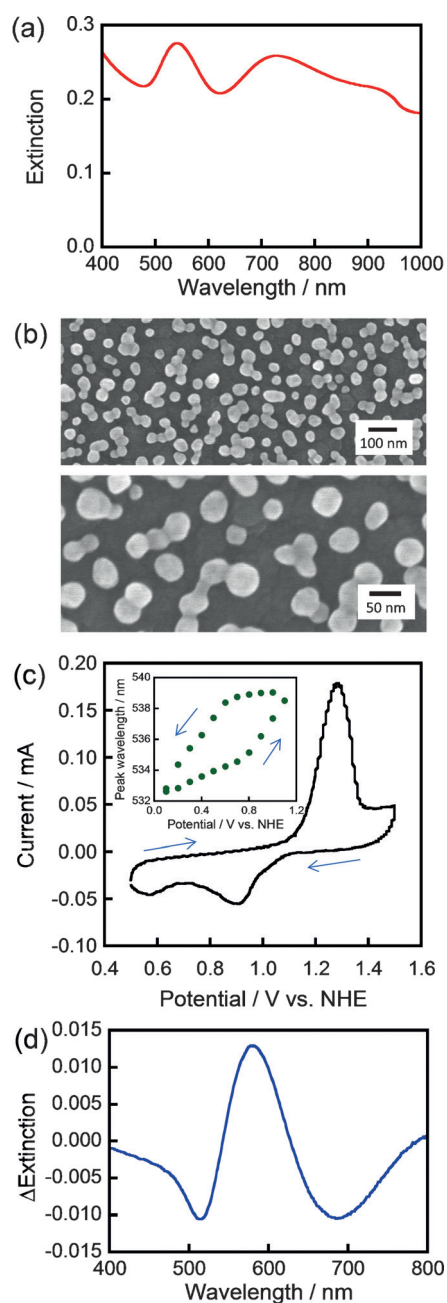 (a)
0.3
0.2
0.1
0.0
Extinction
400 500 600 700 800 900 1000
Wavelength / nm
(b)
100 nm
50 nm
(c)
0.20
0.15
0.10
0.05
0.00
-0.05
-0.10
Current / mA
540
538
536
534
532
Peak wavelength / nm
0 0.4 0.8 1.2
Potential / V vs. NHE
0.4 0.6 0.8 1.0 1.2 1.4 1.6
Potential / V vs. NHE
(d)
0.015
0.010
0.005
0.000
-0.005
-0.010
-0.015
ΔExtinction
400 500 600 700 800
Wavelength / nm